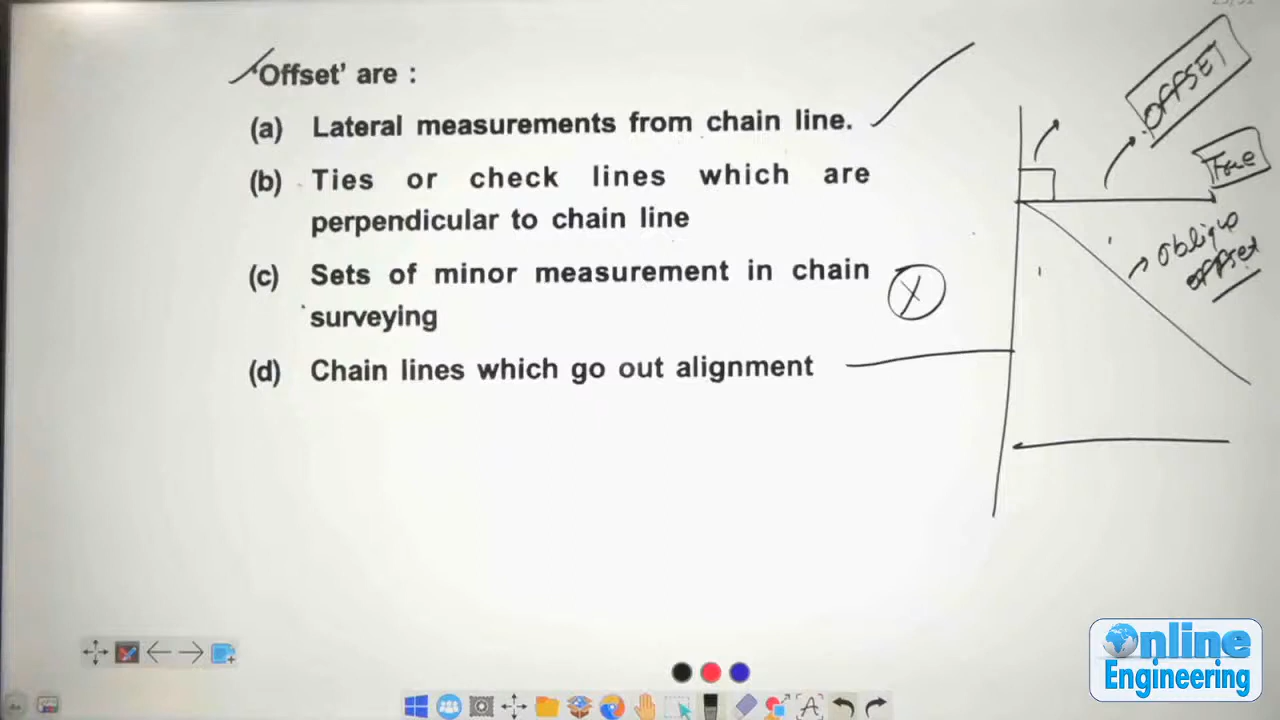 'Offset' are :
(a) Lateral measurements from chain line.
(b) Ties or check lines which are
perpendicular to chain line
(c) Sets of minor measurement in chain
surveying
(d) Chain lines which go out alignment
OFFSET
True
oblique
offset
Online
Engineering